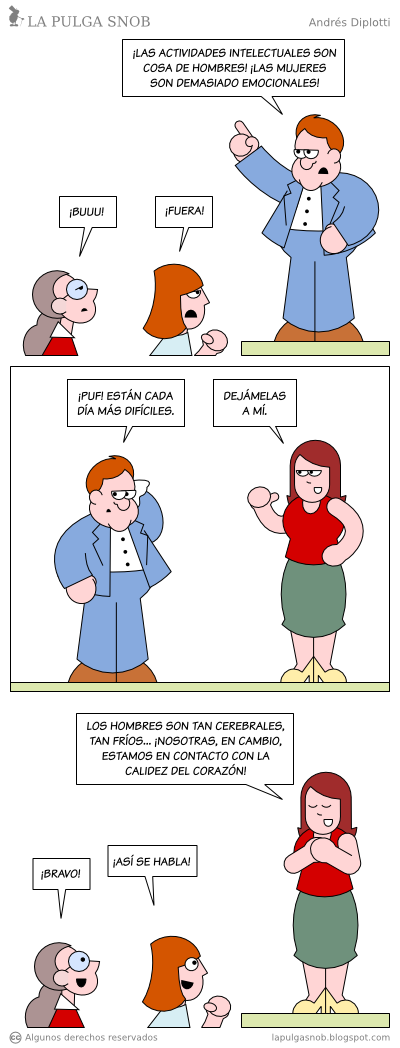 LA PULGA SNOB
Andrés Diplotti
¡LAS ACTIVIDADES INTELECTUALES SON
COSA DE HOMBRES! ¡LAS MUJERES
SON DEMASIADO EMOCIONALES!
¡BUUU!
¡FUERA!
¡PUF! ESTÁN CADA
DÍA MÁS DIFÍCILES.
DEJÁMELAS
A MÍ.
LOS HOMBRES SON TAN CEREBRALES,
TAN FRÍOS... ¡NOSOTRAS, EN CAMBIO,
ESTAMOS EN CONTACTO CON LA
CALIDEZ DEL CORAZÓN!
¡BRAVO!
¡ASÍ SE HABLA!
cc Algunos derechos reservados
lapulgasnob.blogspot.com